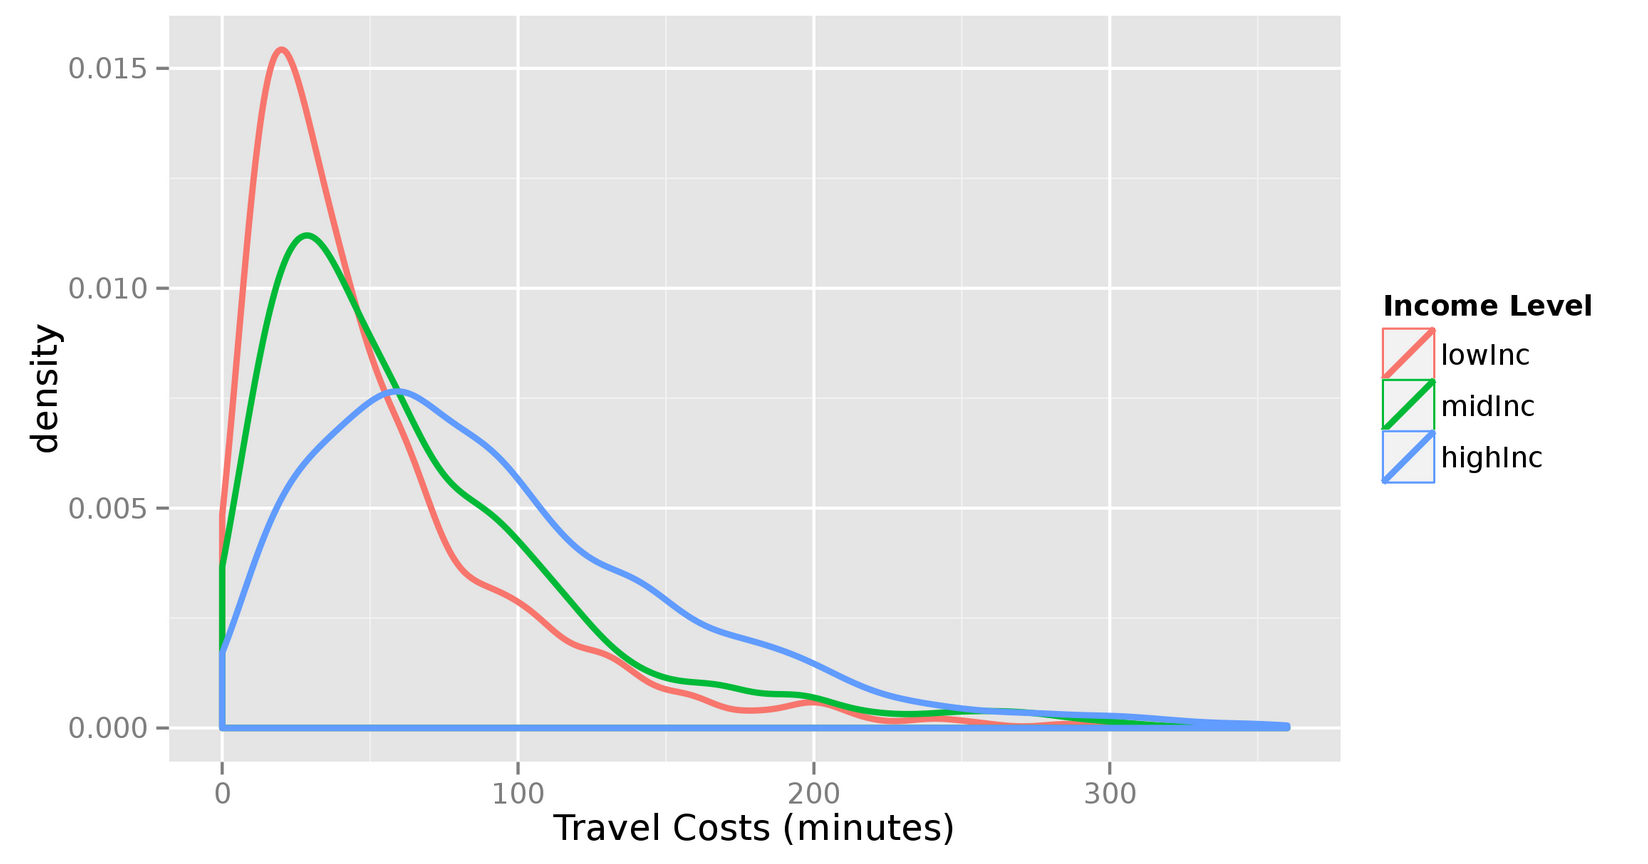 0.015
0.010
0.005
0.000
density
0 100 200 300
Travel Costs (minutes)
Income Level
lowInc
midInc
highInc